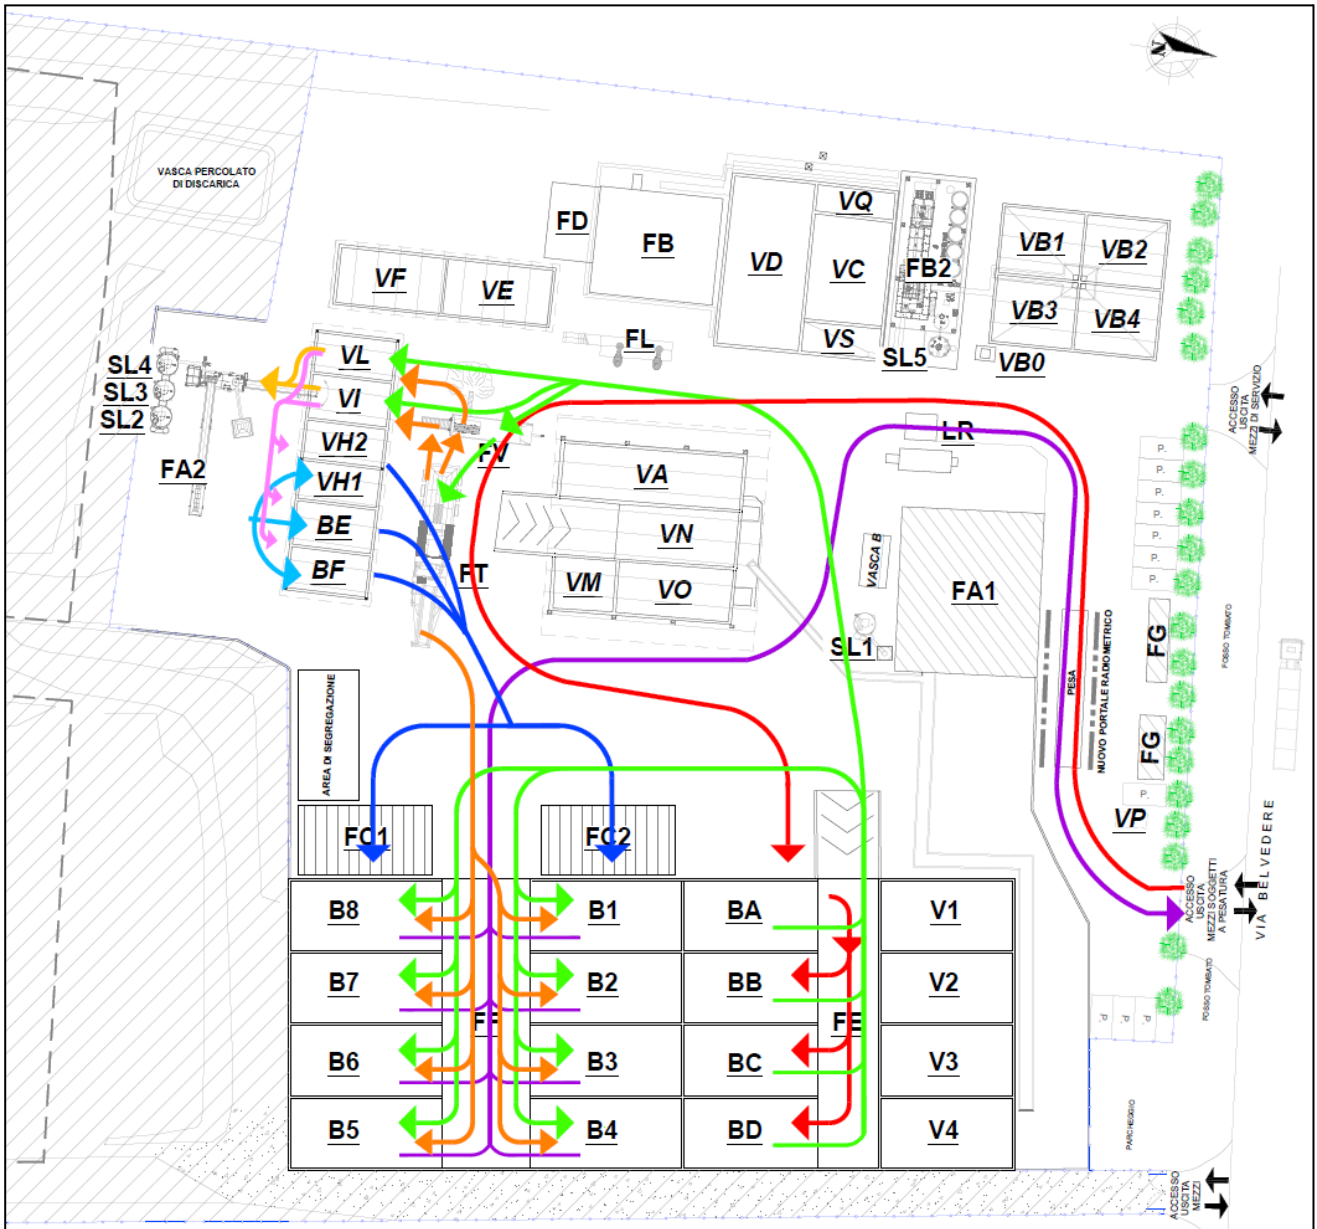 N
VASCA PERCOLATO
DI DISCARICA
FD
FB
VD
VQ
VC
VS
FB2
SL5
VB1
VB2
VB3
VB4
VB0
VF
VE
FL
SL4
SL3
SL2
FA2
VL
VI
VH2
VH1
BE
BF
FV
FT
VA
VN
VM
VO
LR
VASCA B
FA1
SL1
ACCESSO
USCITA
MEZZI DI SERVIZIO
P.
P.
P.
P.
P.
P.
P.
FG
FG
FOSSO TOMBATO
PESA
NUOVO PORTALE RADIOMETRICO
P.
VP
AREA DI SEGREGAZIONE
FC1
FC2
ACCESSO
USCITA
MEZZI SOGGETTI
A PESATURA
VIA BELVEDERE
B8
B1
BA
V1
B7
B2
BB
V2
FE
B6
B3
BC
V3
B5
B4
BD
V4
FOSSO TOMBATO
P.
P.
P.
PARCHEGGIO
ACCESSO
USCITA
MEZZI